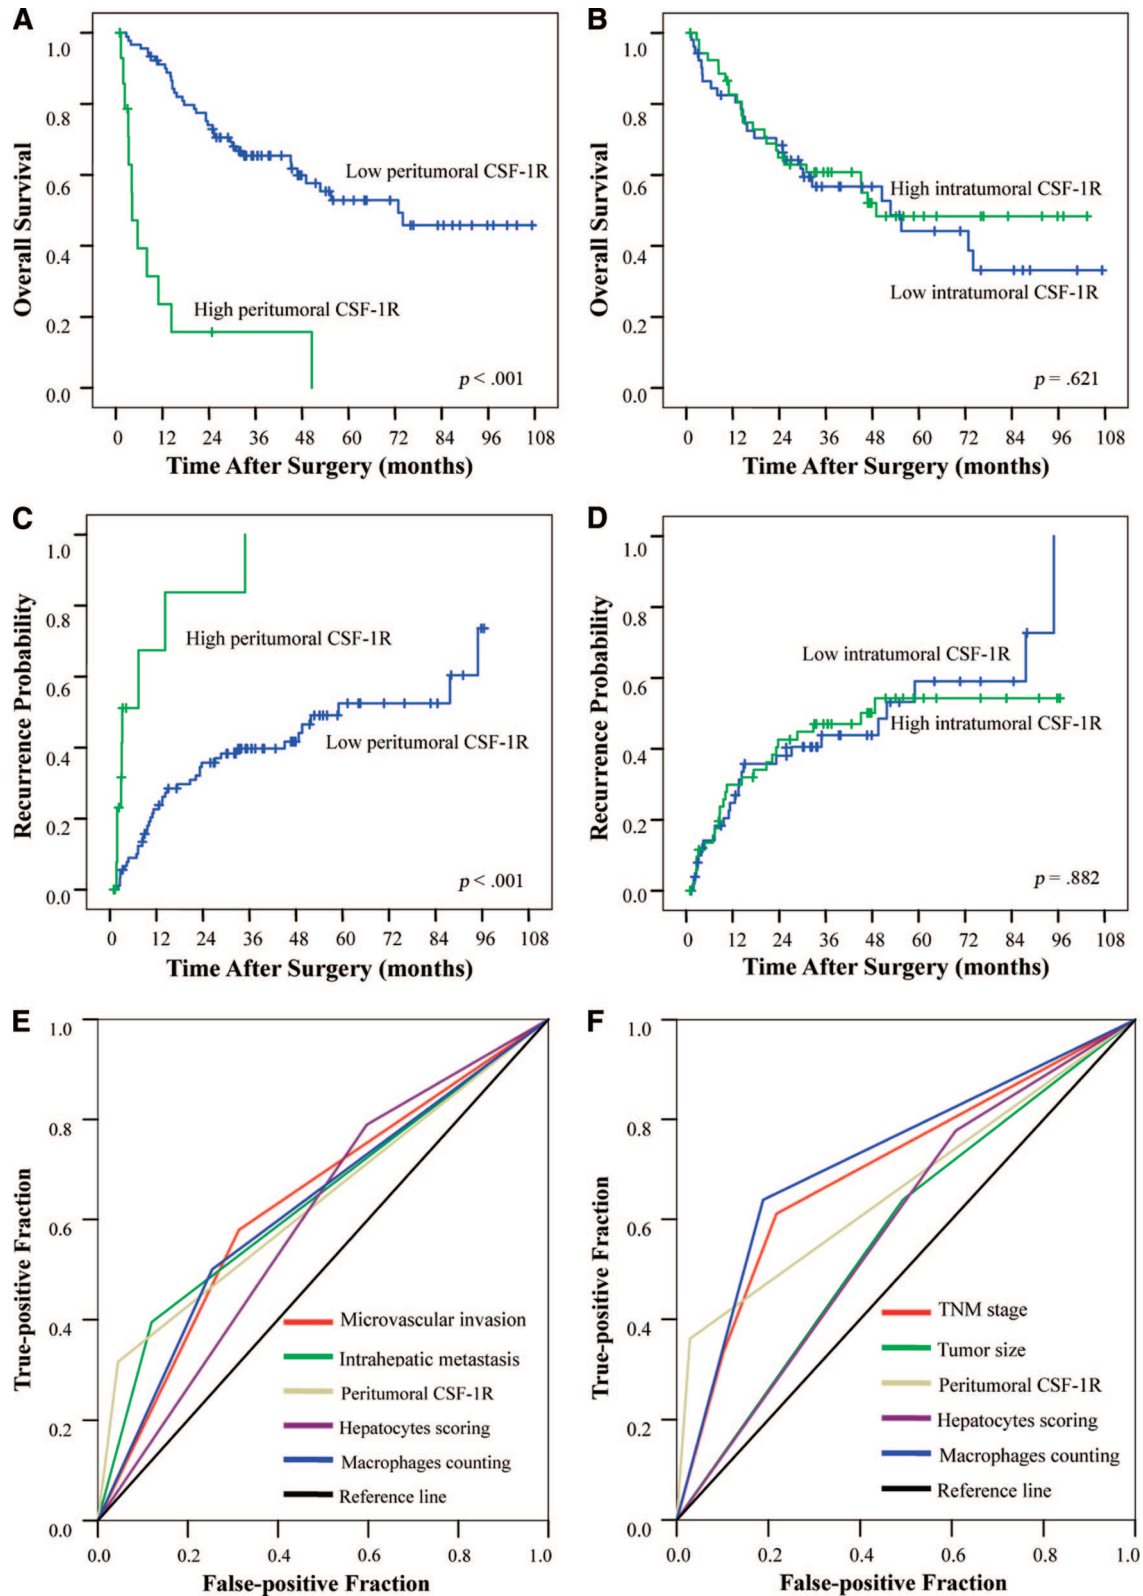 A
Overall Survival
1.0
0.8
0.6
0.4
0.2
0.0
Low peritumoral CSF-1R
High peritumoral CSF-1R
p < .001
0 12 24 36 48 60 72 84 96 108
Time After Surgery (months)
B
Overall Survival
1.0
0.8
0.6
0.4
0.2
0.0
High intratumoral CSF-1R
Low intratumoral CSF-1R
p = .621
0 12 24 36 48 60 72 84 96 108
Time After Surgery (months)
C
Recurrence Probability
1.0
0.8
0.6
0.4
0.2
0.0
High peritumoral CSF-1R
Low peritumoral CSF-1R
p < .001
0 12 24 36 48 60 72 84 96 108
Time After Surgery (months)
D
Recurrence Probability
1.0
0.8
0.6
0.4
0.2
0.0
Low intratumoral CSF-1R
High intratumoral CSF-1R
p = .882
0 12 24 36 48 60 72 84 96 108
Time After Surgery (months)
E
True-positive Fraction
1.0
0.8
0.6
0.4
0.2
0.0
Microvascular invasion
Intrahepatic metastasis
Peritumoral CSF-1R
Hepatocytes scoring
Macrophages counting
Reference line
0.0 0.2 0.4 0.6 0.8 1.0
False-positive Fraction
F
True-positive Fraction
1.0
0.8
0.6
0.4
0.2
0.0
TNM stage
Tumor size
Peritumoral CSF-1R
Hepatocytes scoring
Macrophages counting
Reference line
0.0 0.2 0.4 0.6 0.8 1.0
False-positive Fraction